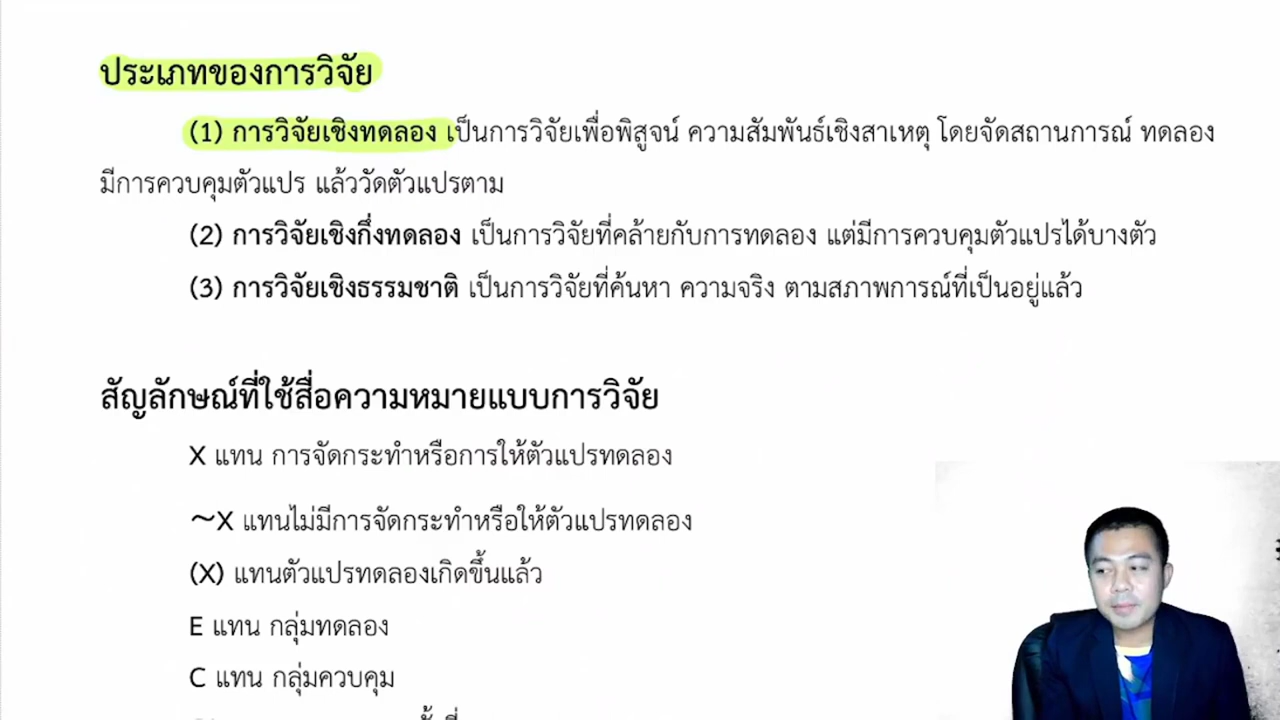 ประเภทของการวิจัย
(1) การวิจัยเชิงทดลอง เป็นการวิจัยเพื่อพิสูจน์ ความสัมพันธ์เชิงสาเหตุ โดยจัดสถานการณ์ ทดลอง
มีการควบคุมตัวแปร แล้ววัดตัวแปรตาม
(2) การวิจัยเชิงกึ่งทดลอง เป็นการวิจัยที่คล้ายกับการทดลอง แต่มีการควบคุมตัวแปรได้บางตัว
(3) การวิจัยเชิงธรรมชาติ เป็นการวิจัยที่ค้นหา ความจริง ตามสภาพการณ์ที่เป็นอยู่แล้ว
สัญลักษณ์ที่ใช้สื่อความหมายแบบการวิจัย
X แทน การจัดกระทำหรือการให้ตัวแปรทดลอง
~X แทนไม่มีการจัดกระทำหรือให้ตัวแปรทดลอง
(X) แทนตัวแปรทดลองเกิดขึ้นแล้ว
E แทน กลุ่มทดลอง
C แทน กลุ่มควบคุม